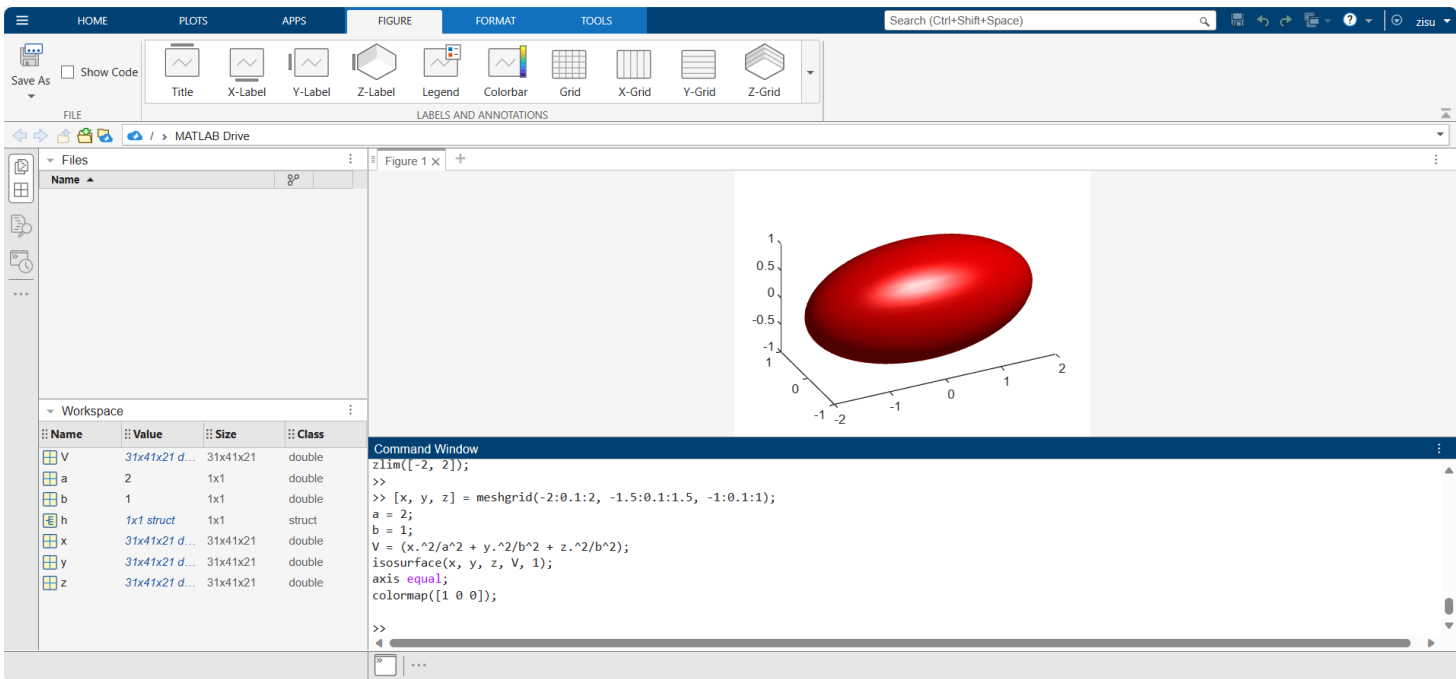 HOME PLOTS APPS FIGURE FORMAT TOOLS Search (Ctrl+Shift+Space) zisu
Save As
Show Code
Title X-Label Y-Label Z-Label Legend Colorbar Grid X-Grid Y-Grid Z-Grid
FILE LABELS AND ANNOTATIONS
/ > MATLAB Drive
Files
Name
Figure 1
1
0.5
0
-0.5
-1
1
0
-1
-2
-1
0
1
2
Workspace
Name Value Size Class
V 31x41x21 d... 31x41x21 double
a 2 1x1 double
b 1 1x1 double
h 1x1 struct 1x1 struct
x 31x41x21 d... 31x41x21 double
y 31x41x21 d... 31x41x21 double
z 31x41x21 d... 31x41x21 double
Command Window
zlim([-2, 2]);
>>
>> [x, y, z] = meshgrid(-2:0.1:2, -1.5:0.1:1.5, -1:0.1:1);
a = 2;
b = 1;
V = (x.^2/a^2 + y.^2/b^2 + z.^2/b^2);
isosurface(x, y, z, V, 1);
axis equal;
colormap([1 0 0]);
>>